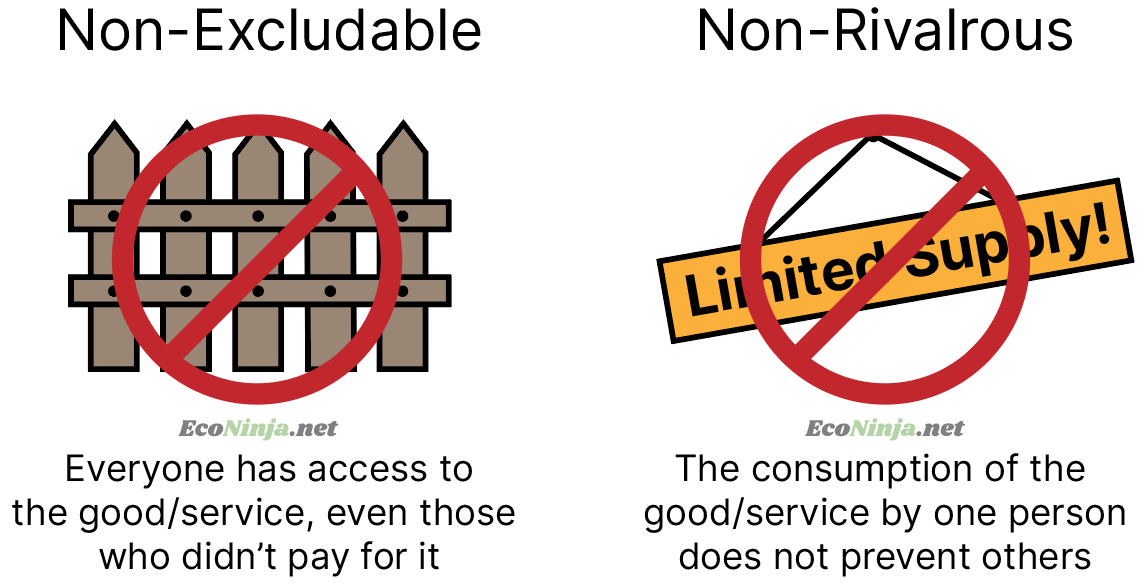 Non-Excludable
Non-Rivalrous
Limited Supply!
EcoNinja.net
EcoNinja.net
Everyone has access to
the good/service, even those
who didn’t pay for it
The consumption of the
good/service by one person
does not prevent others